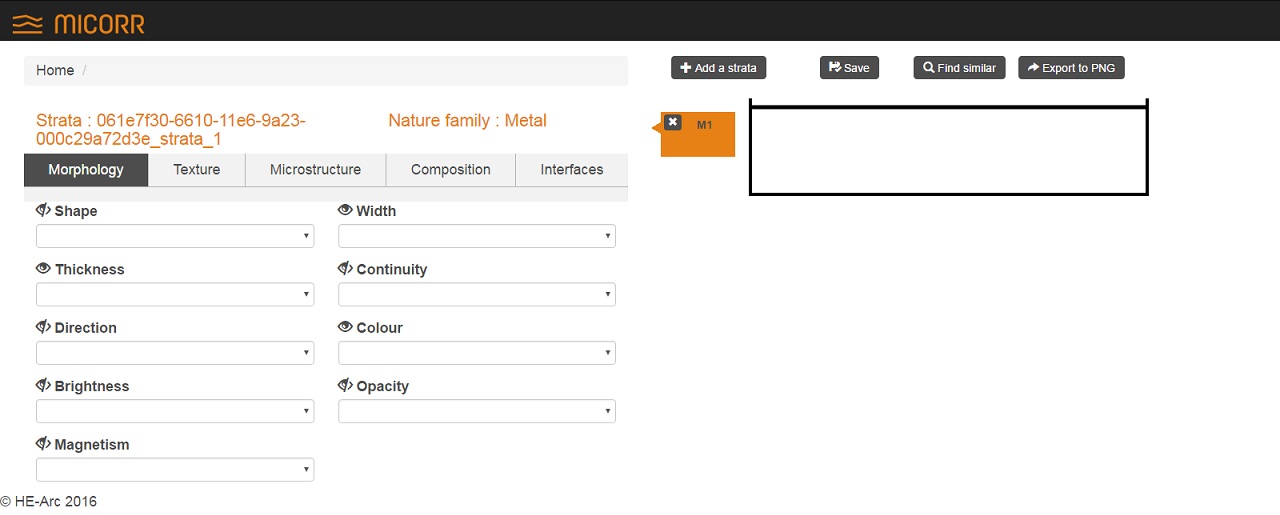 MICORR
Home /
Add a strata
Save
Find similar
Export to PNG
Strata : 061e7f30-6610-11e6-9a23-
000c29a72d3e_strata_1
Nature family : Metal
M1
Morphology
Texture
Microstructure
Composition
Interfaces
Shape
Width
Thickness
Continuity
Direction
Colour
Brightness
Opacity
Magnetism
© HE-Arc 2016